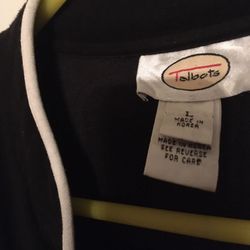 Talbots
L
MADE IN
KOREA
MADE IN KOREA
SEE REVERSE
FOR CARE